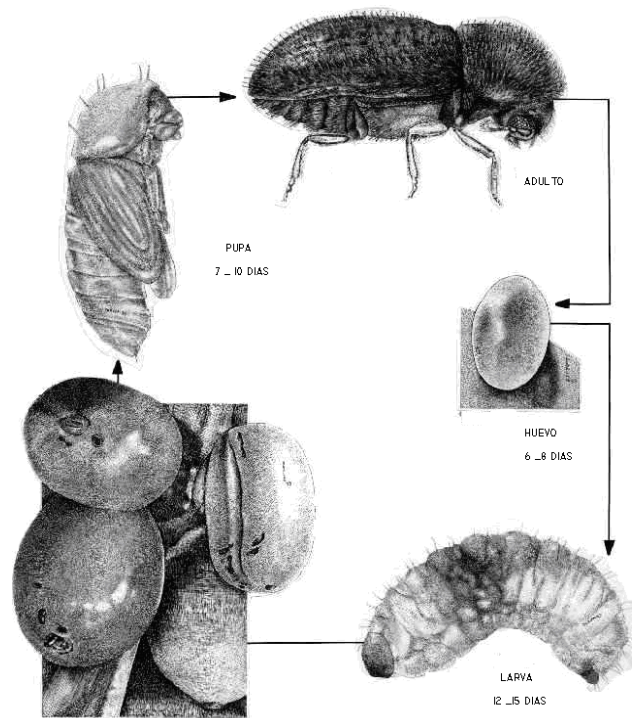 ADULTO
PUPA
7 _ 10 DIAS
HUEVO
6 _8 DIAS
LARVA
12 _15 DIAS